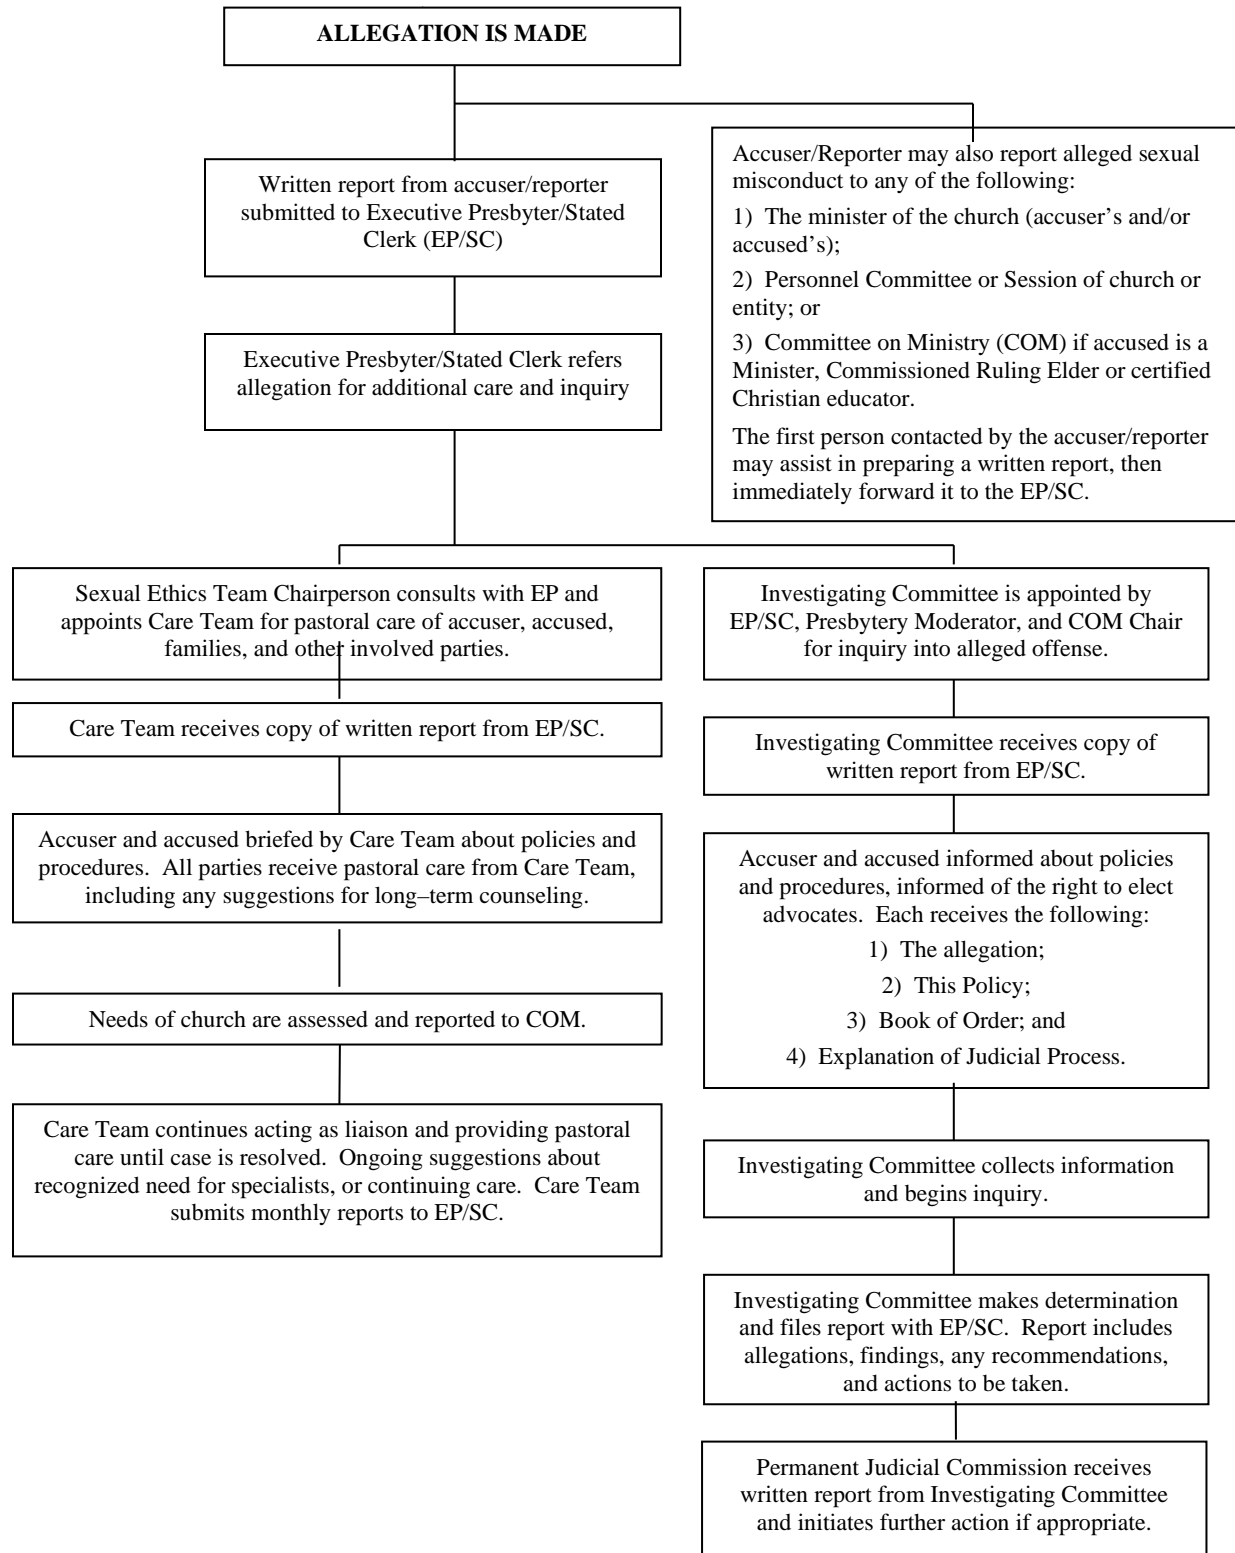 ALLEGATION IS MADE
Written report from accuser/reporter
submitted to Executive Presbyter/Stated
Clerk (EP/SC)
Accuser/Reporter may also report alleged sexual
misconduct to any of the following:
1) The minister of the church (accuser’s and/or
accused’s);
2) Personnel Committee or Session of church or
entity; or
3) Committee on Ministry (COM) if accused is a
Minister, Commissioned Ruling Elder or certified
Christian educator.
The first person contacted by the accuser/reporter
may assist in preparing a written report, then
immediately forward it to the EP/SC.
Executive Presbyter/Stated Clerk refers
allegation for additional care and inquiry
Sexual Ethics Team Chairperson consults with EP and
appoints Care Team for pastoral care of accuser, accused,
families, and other involved parties.
Care Team receives copy of written report from EP/SC.
Accuser and accused briefed by Care Team about policies and
procedures. All parties receive pastoral care from Care Team,
including any suggestions for long–term counseling.
Needs of church are assessed and reported to COM.
Care Team continues acting as liaison and providing pastoral
care until case is resolved. Ongoing suggestions about
recognized need for specialists, or continuing care. Care Team
submits monthly reports to EP/SC.
Investigating Committee is appointed by
EP/SC, Presbytery Moderator, and COM Chair
for inquiry into alleged offense.
Investigating Committee receives copy of
written report from EP/SC.
Accuser and accused informed about policies
and procedures, informed of the right to elect
advocates. Each receives the following:
1) The allegation;
2) This Policy;
3) Book of Order; and
4) Explanation of Judicial Process.
Investigating Committee collects information
and begins inquiry.
Investigating Committee makes determination
and files report with EP/SC. Report includes
allegations, findings, any recommendations,
and actions to be taken.
Permanent Judicial Commission receives
written report from Investigating Committee
and initiates further action if appropriate.